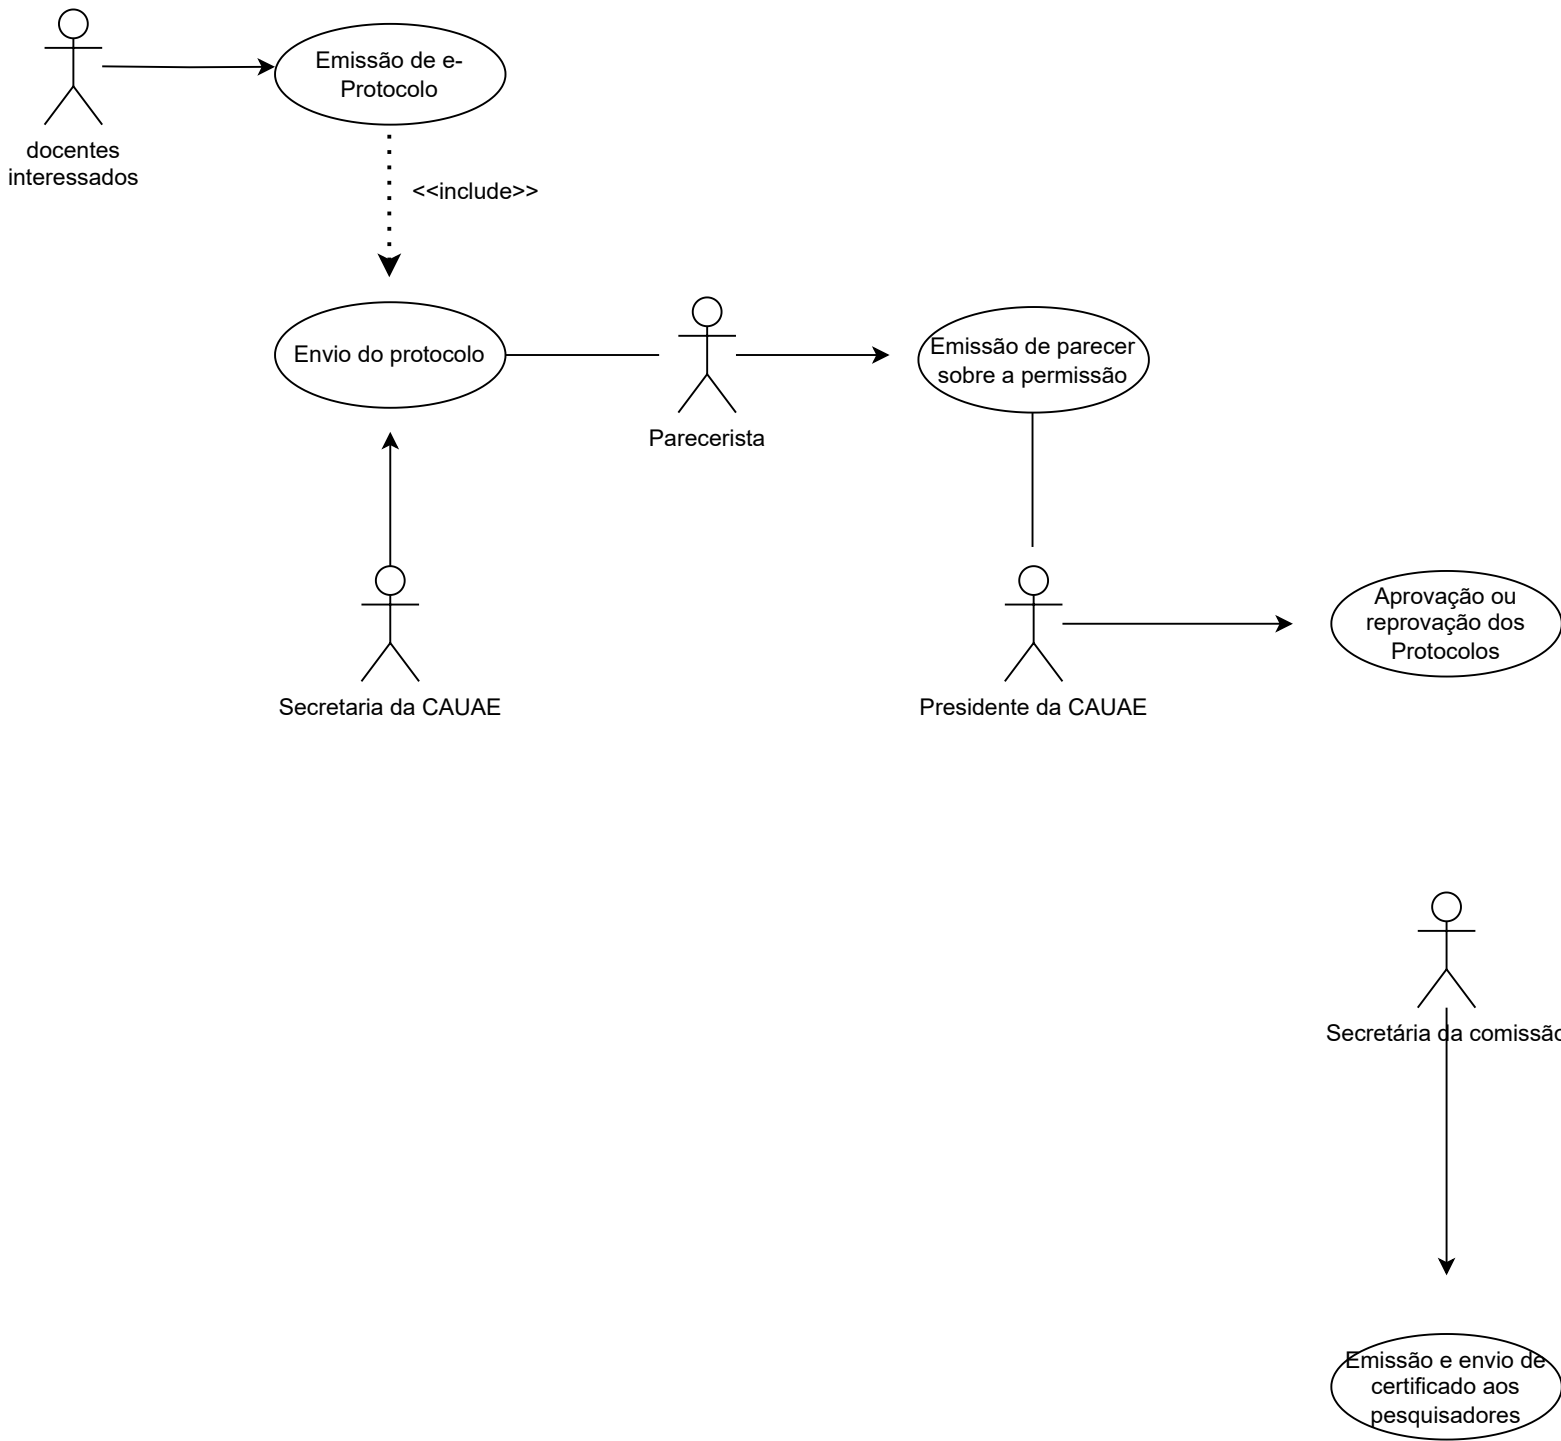 Emissão de e-
Protocolo
docentes
interessados
<<include>>
Envio do protocolo
Parecerista
Emissão de parecer
sobre a permissão
Secretaria da CAUAE
Presidente da CAUAE
Aprovação ou
reprovação dos
Protocolos
Secretária da comissão
Emissão e envio de
certificado aos
pesquisadores